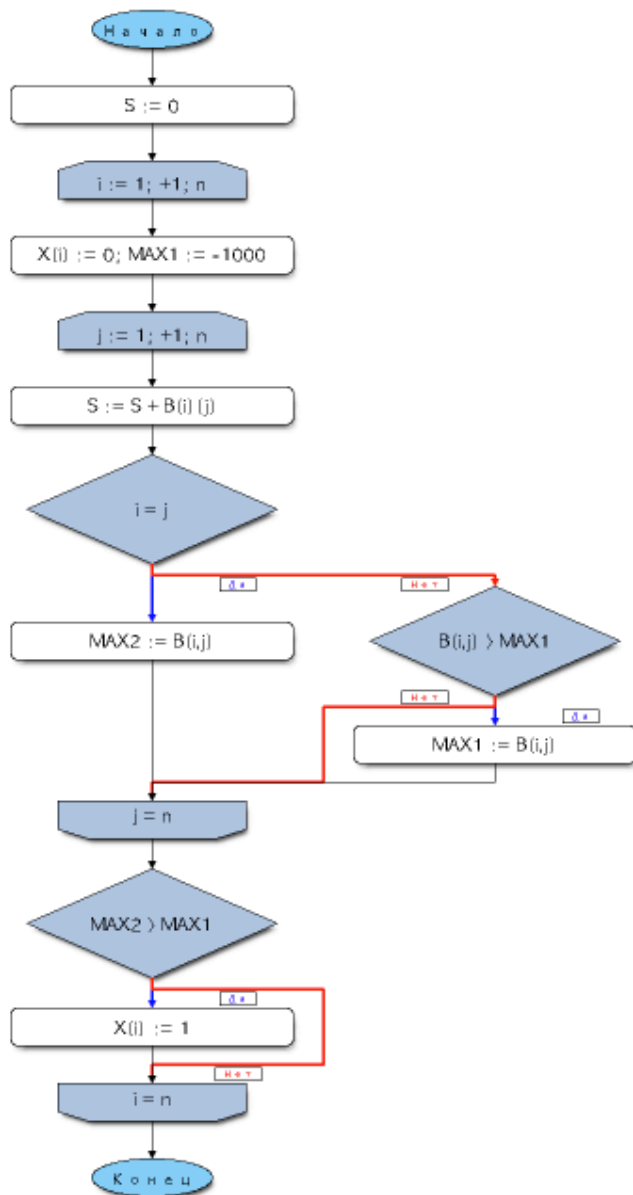 Начало
S := 0
i := 1; +1; n
X(i) := 0; MAX1 := -1000
j := 1; +1; n
S := S + B(i) (j)
i = j
Да
Нет
MAX2 := B(i,j)
B(i,j) > MAX1
Нет
Да
MAX1 := B(i,j)
j = n
MAX2 > MAX1
Да
X(i) := 1
Нет
i = n
Конец